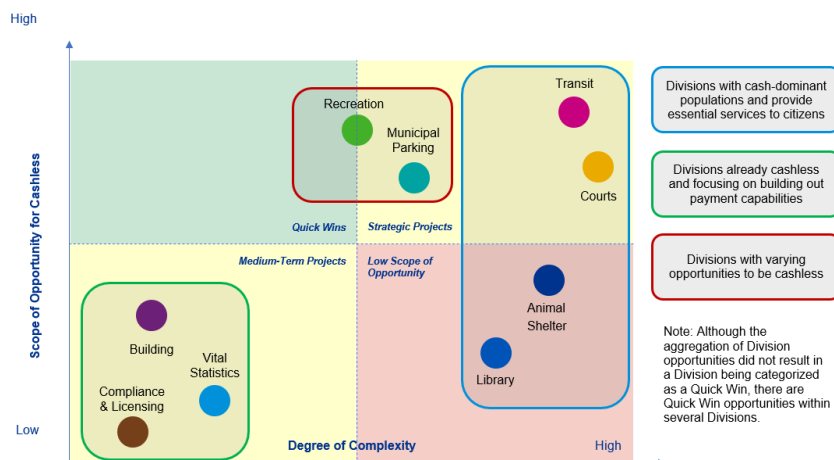 High
Scope of Opportunity for Cashless
Low
Recreation
Municipal
Parking
Transit
Courts
Quick Wins
Strategic Projects
Medium-Term Projects
Low Scope of
Opportunity
Building
Vital
Statistics
Compliance
& Licensing
Animal
Shelter
Library
Degree of Complexity
High
Divisions with cash-dominant
populations and provide
essential services to citizens
Divisions already cashless
and focusing on building out
payment capabilities
Divisions with varying
opportunities to be cashless
Note: Although the
aggregation of Division
opportunities did not result in
a Division being categorized
as a Quick Win, there are
Quick Win opportunities within
several Divisions.